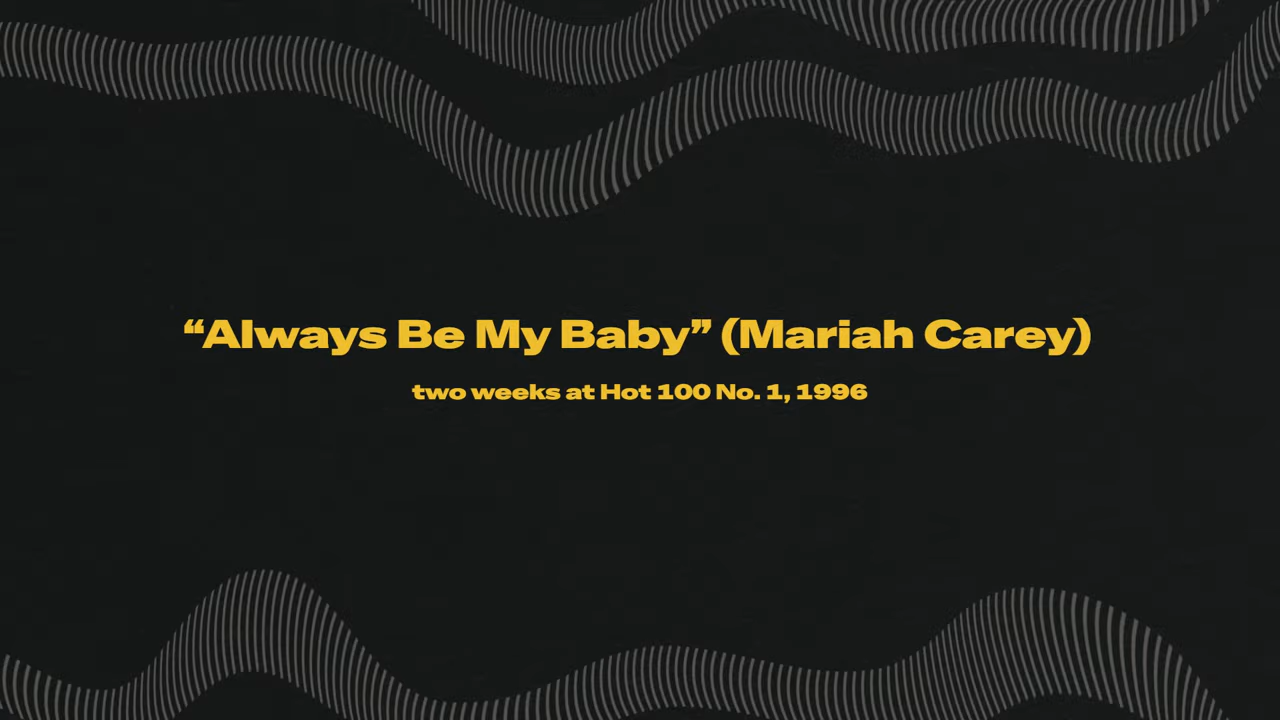 “Always Be My Baby” (Mariah Carey)
two weeks at Hot 100 No. 1, 1996